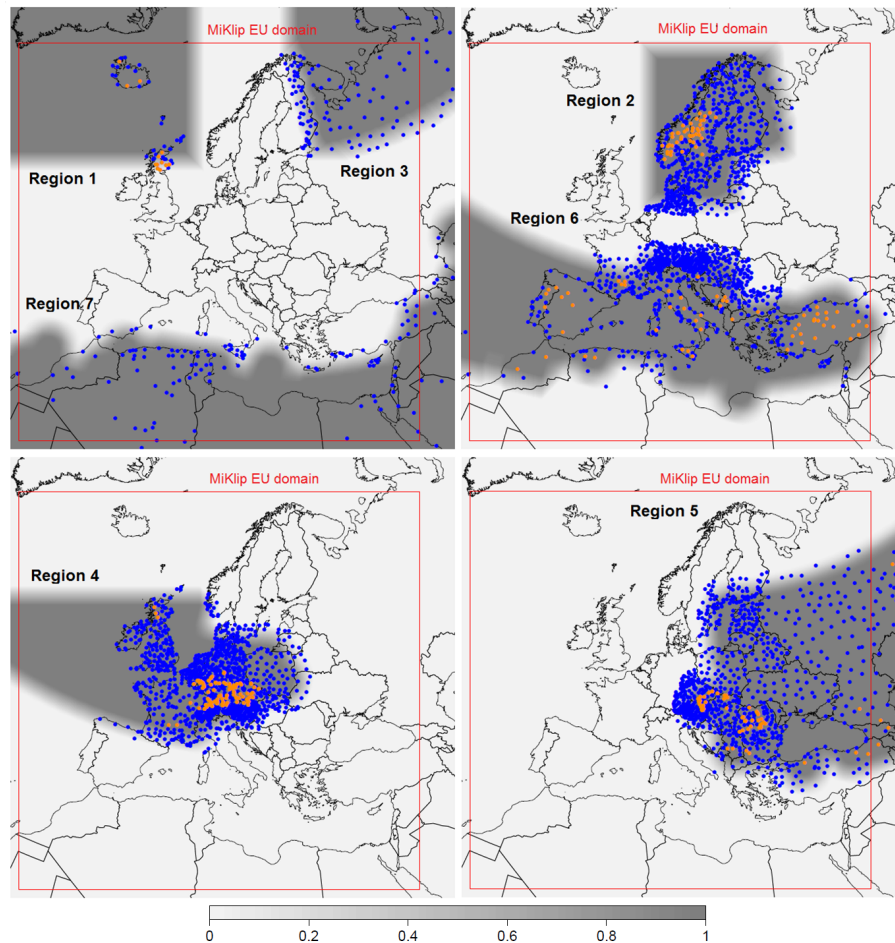 MiKlip EU domain
Region 1
Region 3
Region 7
MiKlip EU domain
Region 2
Region 6
MiKlip EU domain
Region 4
MiKlip EU domain
Region 5
0 0.2 0.4 0.6 0.8 1